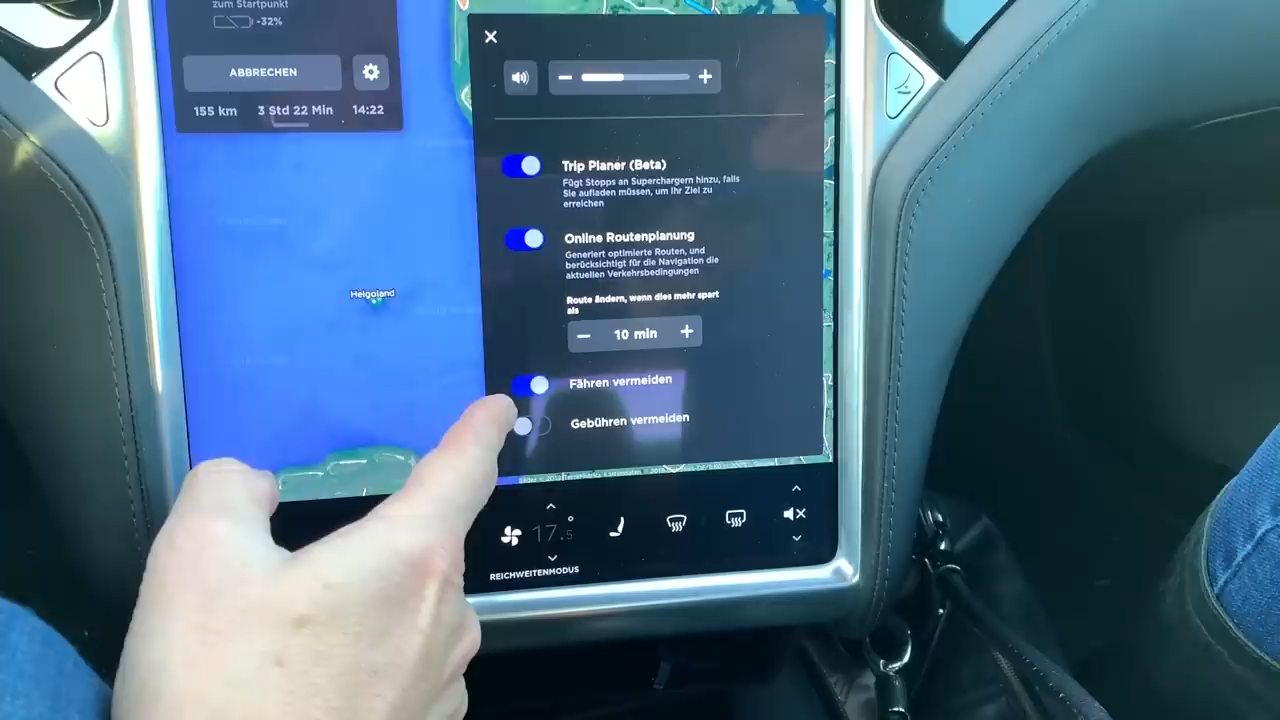 zum Startpunkt
-32%
ABBRECHEN
155 km 3 Std 22 Min 14:22
Trip Planer (Beta)
Fügt Stopps an Superchargern hinzu, falls
Sie aufladen müssen, um Ihr Ziel zu
erreichen
Online Routenplanung
Generiert optimierte Routen, und
berücksichtigt für die Navigation die
aktuellen Verkehrsbedingungen
Route ändern, wenn dies mehr spart
als
10 min
Fähren vermeiden
Gebühren vermeiden
Helgoland
17.5°
REICHWEITENMODUS